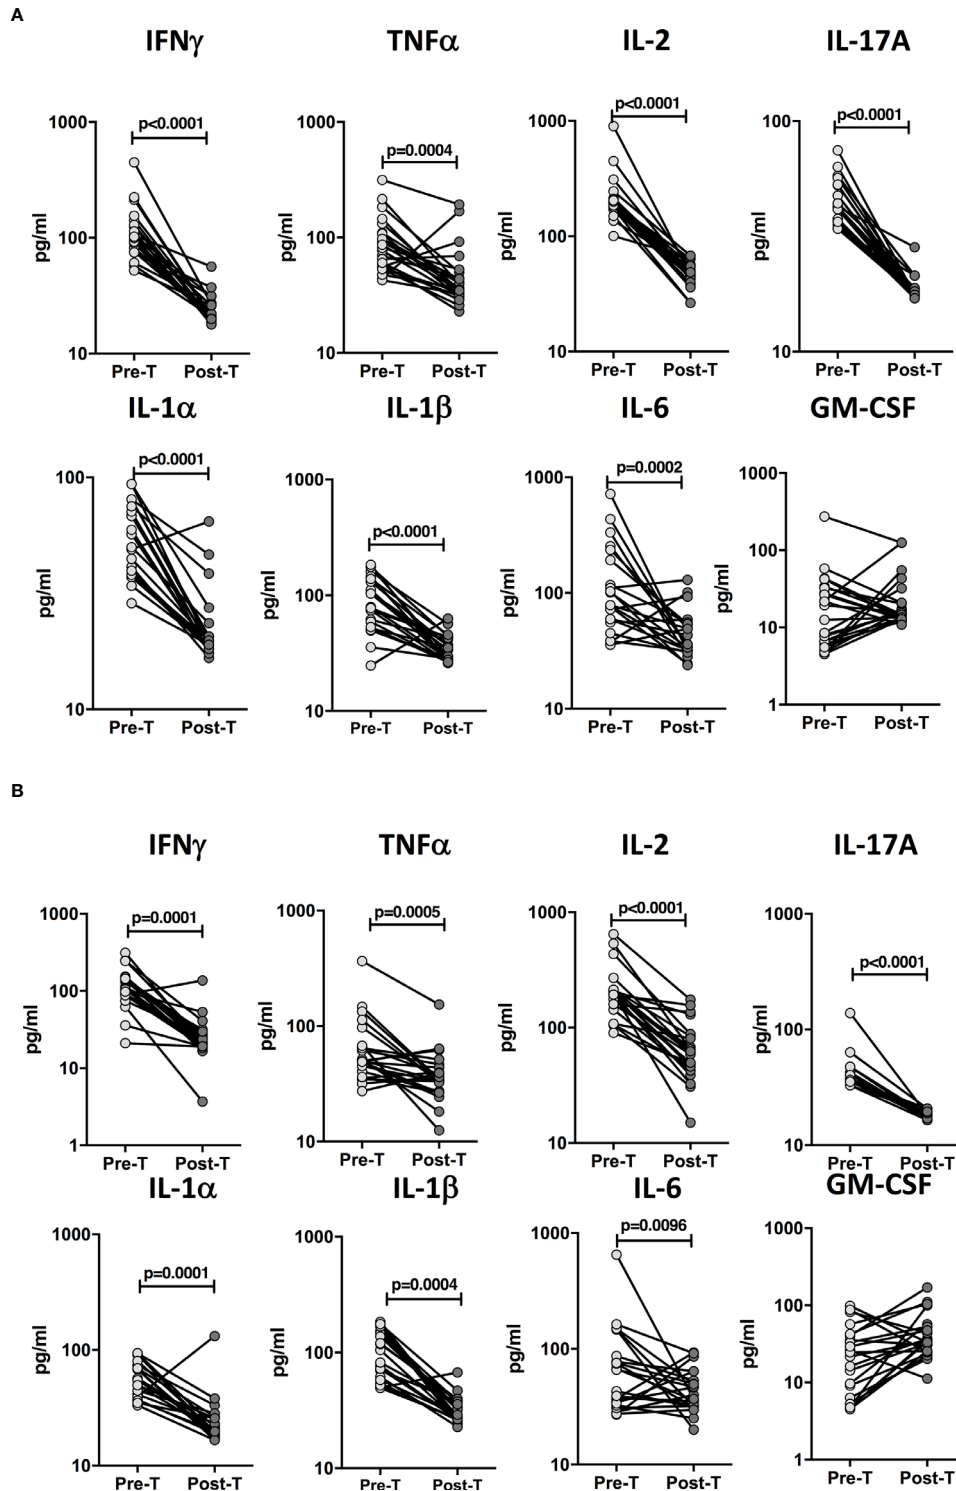 A
IFNγ TNFα IL-2 IL-17A
p<0.0001 p=0.0004 p<0.0001 p<0.0001
1000 1000 1000 100
100 100 100
pg/ml pg/ml pg/ml pg/ml
10 10 10 10
Pre-T Post-T Pre-T Post-T Pre-T Post-T Pre-T Post-T
IL-1α IL-1β IL-6 GM-CSF
p<0.0001 p<0.0001 p=0.0002
100 1000 1000 1000
100 100 100
pg/ml pg/ml pg/ml pg/ml
10
10 10 10 1
Pre-T Post-T Pre-T Post-T Pre-T Post-T Pre-T Post-T
B
IFNγ TNFα IL-2 IL-17A
p=0.0001 p=0.0005 p<0.0001 p<0.0001
1000 1000 1000 1000
100 100 100 100
pg/ml pg/ml pg/ml pg/ml
10
1 10 10 10
Pre-T Post-T Pre-T Post-T Pre-T Post-T Pre-T Post-T
IL-1α IL-1β IL-6 GM-CSF
p=0.0001 p=0.0004 p=0.0096
1000 1000 1000 1000
100 100 100 100
pg/ml pg/ml pg/ml pg/ml
10
10 10 10 1
Pre-T Post-T Pre-T Post-T Pre-T Post-T Pre-T Post-T